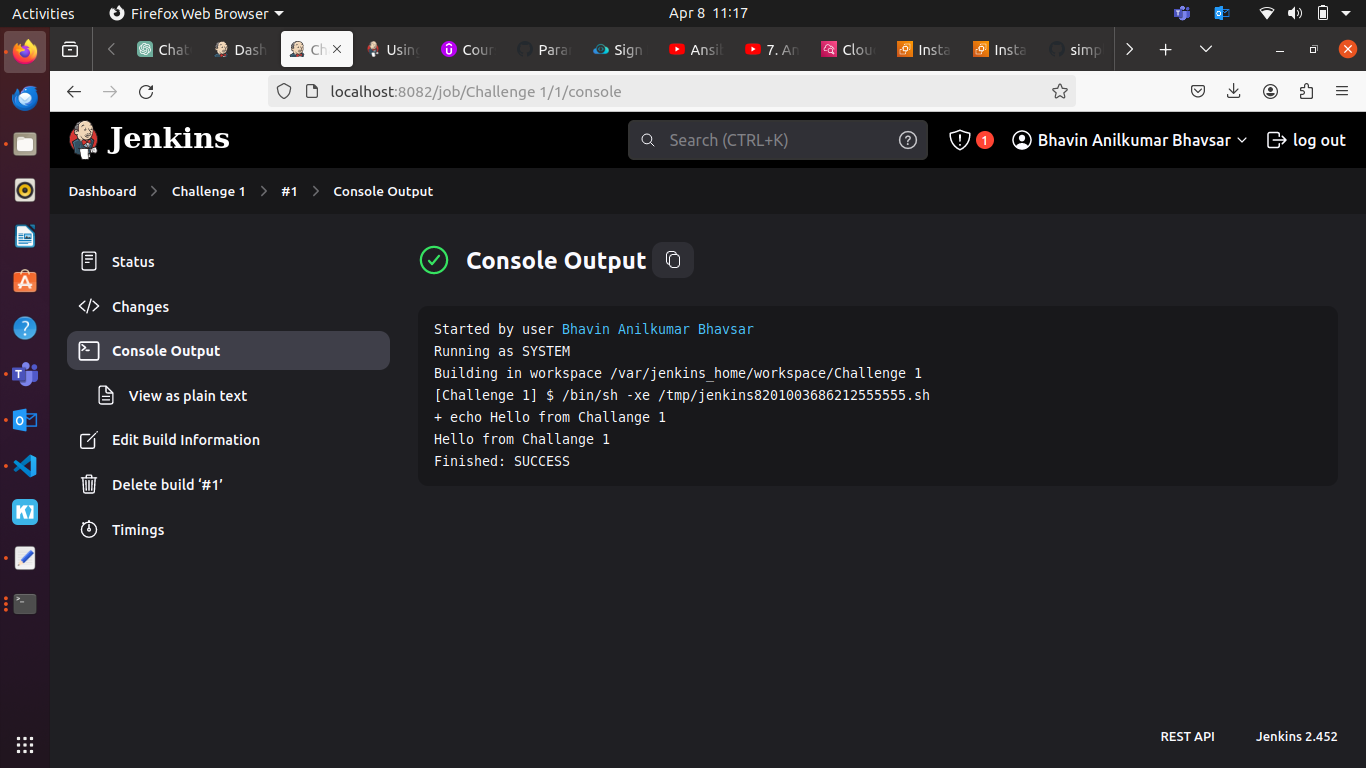 Activities Firefox Web Browser Apr 8 11:17
Chat Dash Ch Using Cour Para Sign Ansib 7. An Cloud Insta Insta simp
localhost:8082/job/Challenge 1/1/console
Jenkins Search (CTRL+K) 1 Bhavin Anilkumar Bhavsar log out
Dashboard Challenge 1 #1 Console Output
Status
Changes
Console Output
View as plain text
Edit Build Information
Delete build ‘#1’
Timings
Console Output
Started by user Bhavin Anilkumar Bhavsar
Running as SYSTEM
Building in workspace /var/jenkins_home/workspace/Challenge 1
[Challenge 1] $ /bin/sh -xe /tmp/jenkins8201003686212555555.sh
+ echo Hello from Challange 1
Hello from Challange 1
Finished: SUCCESS
REST API Jenkins 2.452